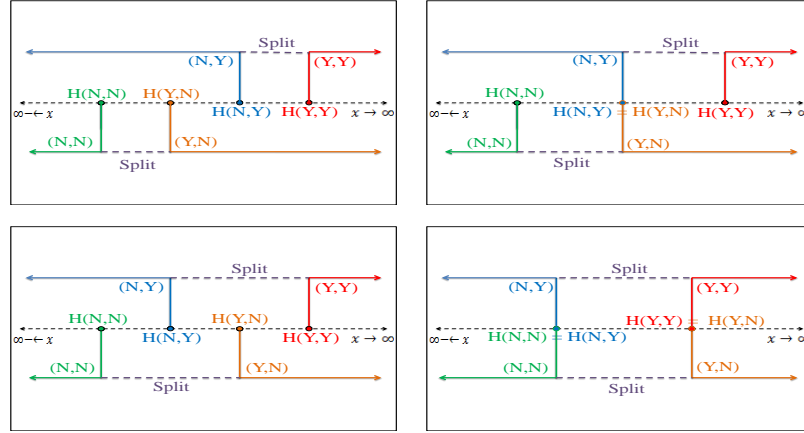 Split
(N,Y) (Y,Y)
H(N,N) H(Y,N)
∞-← x x → ∞
H(N,Y) H(Y,Y)
(N,N) (Y,N)
Split
Split
(N,Y) (Y,Y)
H(N,N)
∞-← x x → ∞
H(N,Y) = H(Y,N) H(Y,Y)
(N,N) (Y,N)
Split
Split
(N,Y) (Y,Y)
H(N,N) H(Y,N)
∞-← x x → ∞
H(N,Y) H(Y,Y)
(N,N) (Y,N)
Split
Split
(N,Y) (Y,Y)
H(Y,Y) = H(Y,N)
∞-← x x → ∞
H(N,N) = H(N,Y)
(N,N) (Y,N)
Split